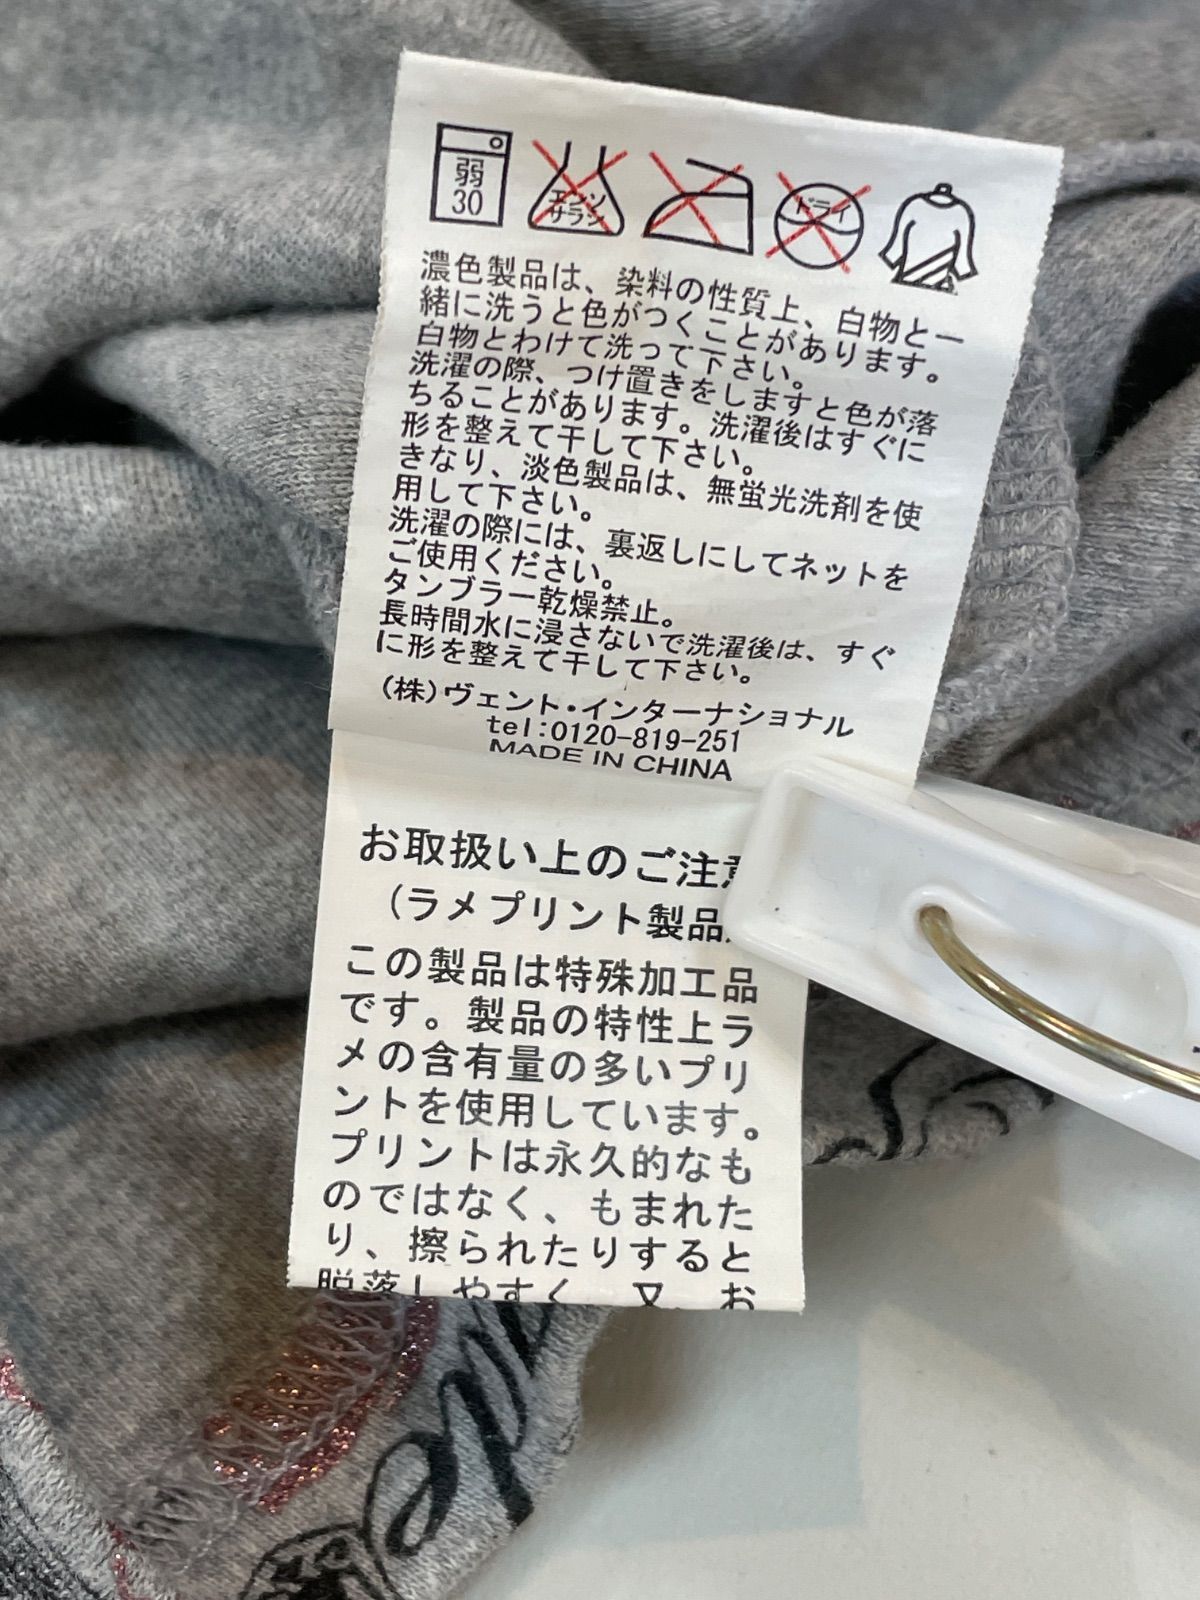 弱
30
エンソ
サラシ
ドライ
濃色製品は、染料の性質上、白物と一
緒に洗うと色がつくことがあります。
白物とわけて洗って下さい。
洗濯の際、つけ置きをしますと色が落
ちることがあります。洗濯後はすぐに
形を整えて干して下さい。
きなり、淡色製品は、無蛍光洗剤を使
用して下さい。
洗濯の際には、裏返しにしてネットを
ご使用ください。
タンブラー乾燥禁止。
長時間水に浸さないで洗濯後は、すぐ
に形を整えて干して下さい。
(株)ヴェント・インターナショナル
tel:0120-819-251
MADE IN CHINA
お取扱い上のご注意
(ラメプリント製品
この製品は特殊加工品
です。製品の特性上ラ
メの含有量の多いプリ
ントを使用しています。
プリントは永久的なも
のではなく、もまれた
り、擦られたりすると
脱落しやすく、又、お